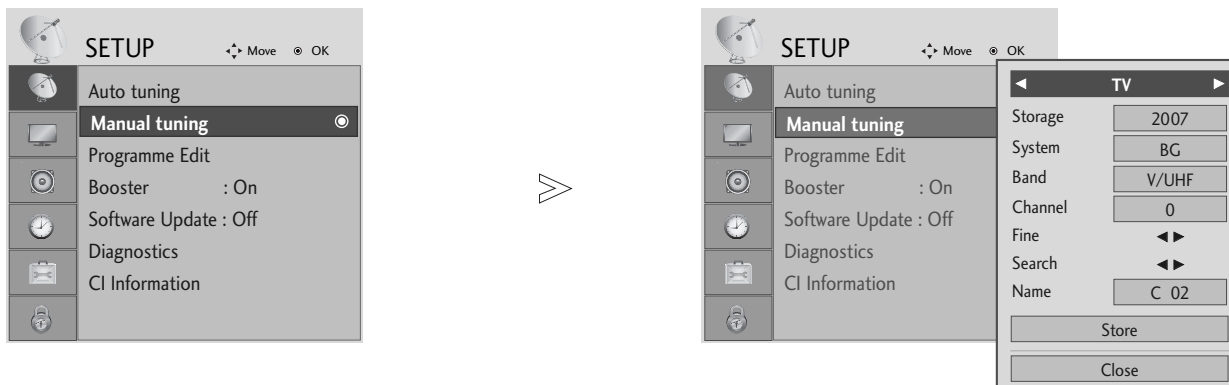 SETUP Move OK
Auto tuning
Manual tuning
Programme Edit
Booster : On
Software Update : Off
Diagnostics
CI Information
SETUP Move OK
Auto tuning
Manual tuning
Programme Edit
Booster : On
Software Update : Off
Diagnostics
CI Information
◀ TV ▶
Storage 2007
System BG
Band V/UHF
Channel 0
Fine ◀ ▶
Search ◀ ▶
Name C 02
Store
Close